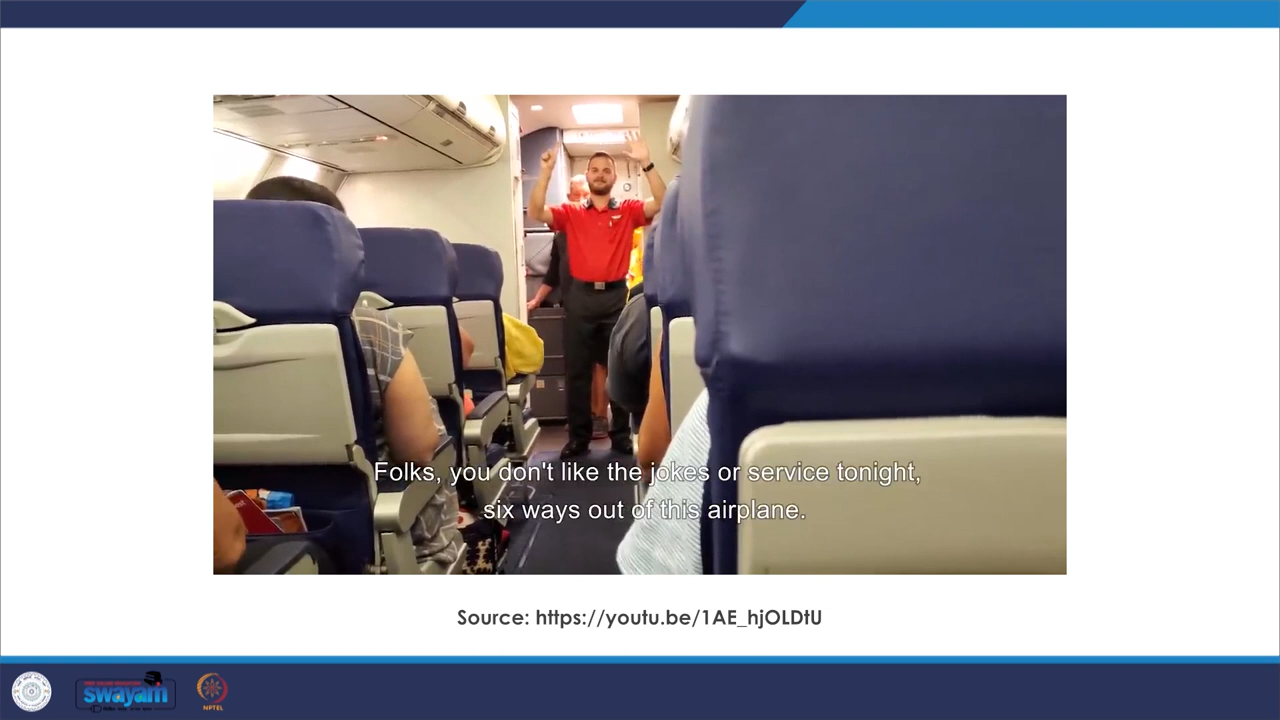 Folks, you don't like the jokes or service tonight,
six ways out of this airplane.
Source: https://youtu.be/1AE_hjOLDtU
swayam
NPTEL